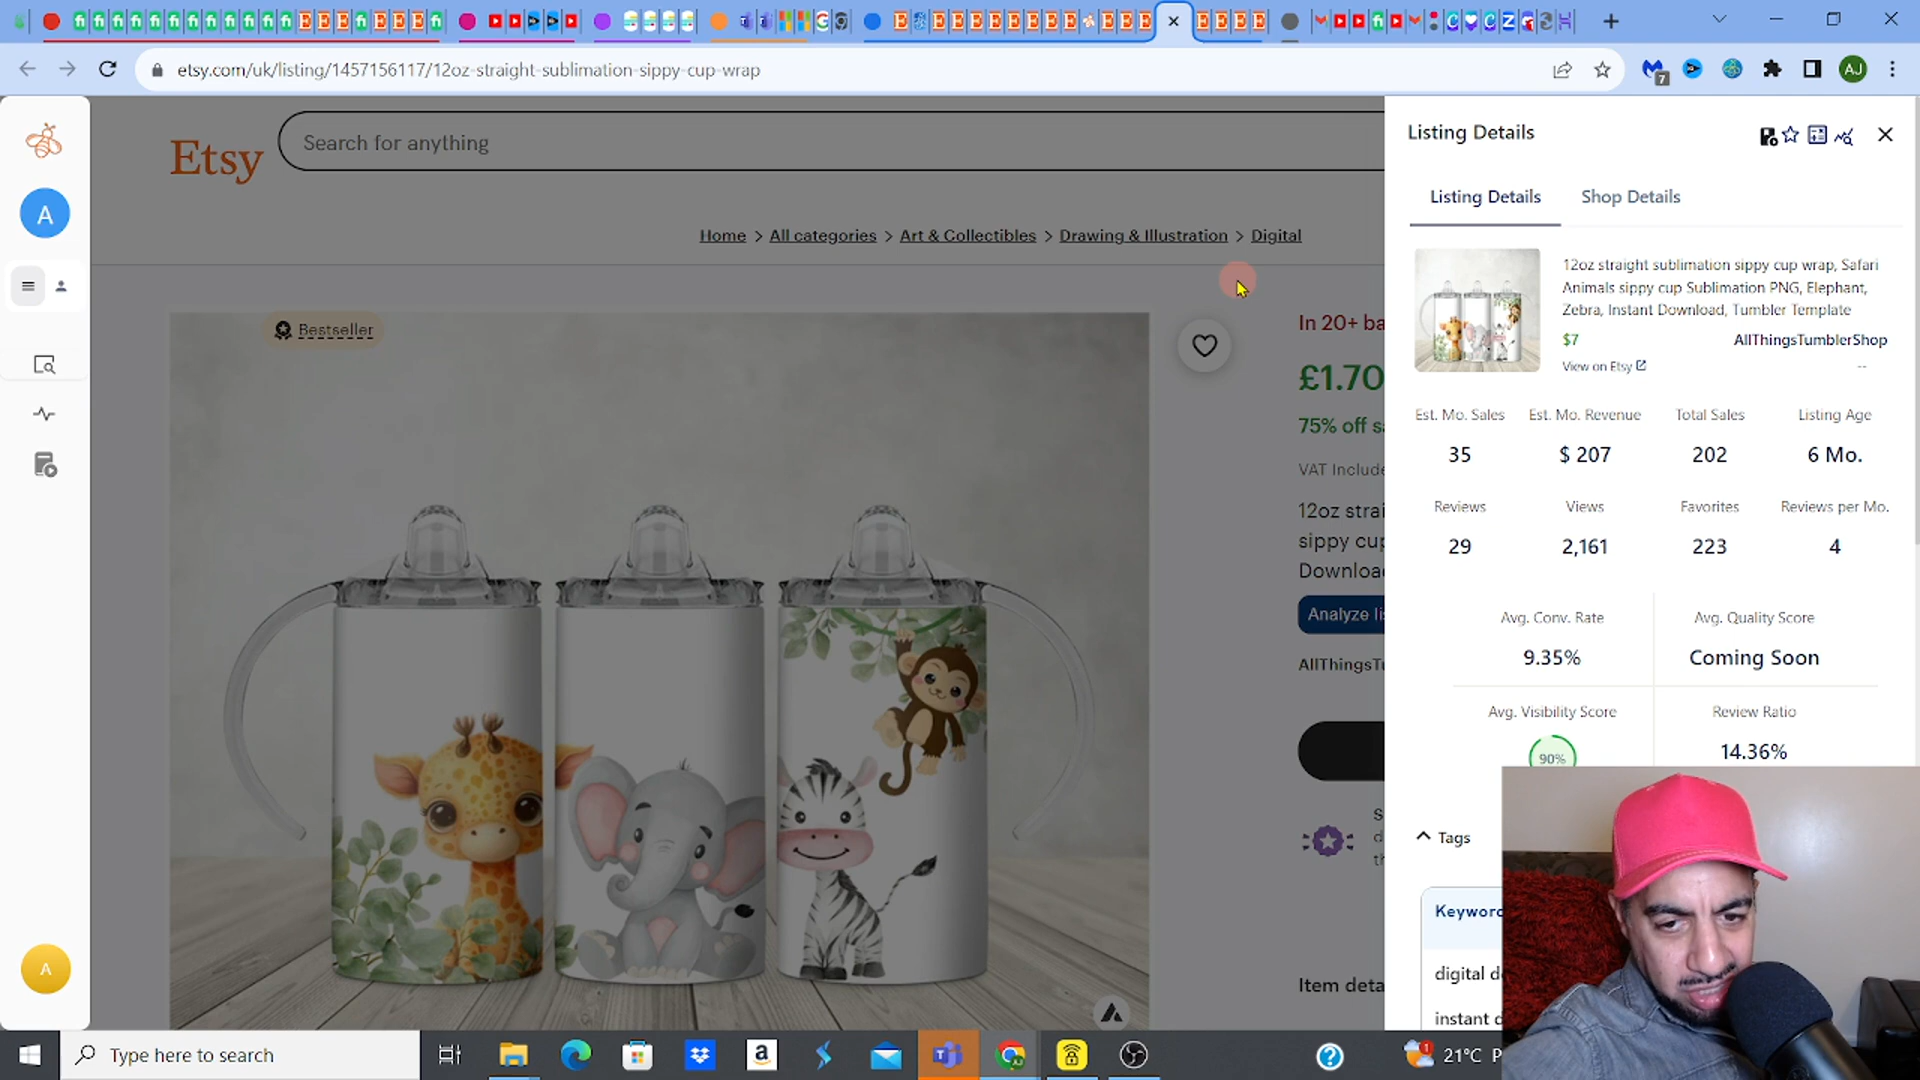 etsy.com/uk/listing/1457156117/12oz-straight-sublimation-sippy-cup-wrap
7
AJ
Etsy
Search for anything
A
Home > All categories > Art & Collectibles > Drawing & Illustration > Digital
Bestseller
In 20+ ba
£1.70
75% off sa
VAT Include
12oz strai
sippy cup
Downloa
Analyze li
AllThingsTu
S
Item deta
Listing Details
Listing Details
Shop Details
12oz straight sublimation sippy cup wrap, Safari
Animals sippy cup Sublimation PNG, Elephant,
Zebra, Instant Download, Tumbler Template
$7
AllThingsTumblerShop
View on Etsy
--
Est. Mo. Sales
Est. Mo. Revenue
Total Sales
Listing Age
35
$ 207
202
6 Mo.
Reviews
Views
Favorites
Reviews per Mo.
29
2,161
223
4
Avg. Conv. Rate
Avg. Quality Score
9.35%
Coming Soon
Avg. Visibility Score
Review Ratio
90%
14.36%
Tags
Keyword
digital d
instant d
A
Type here to search
21°C P